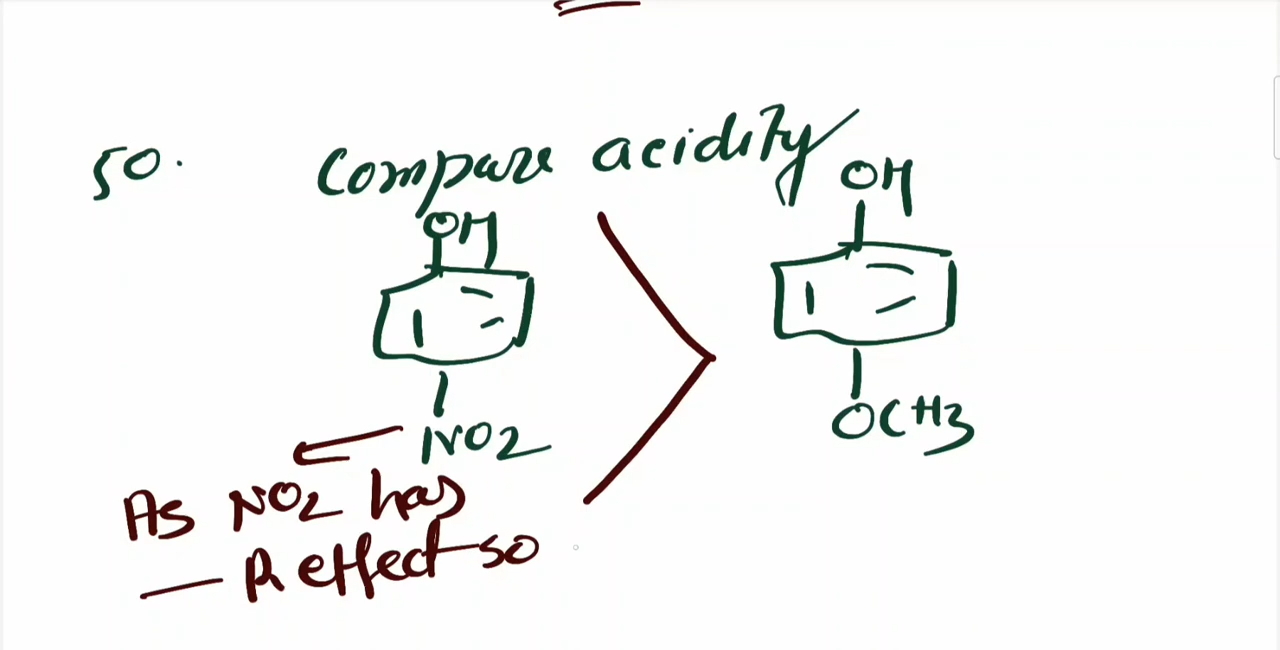 50. Compare acidity
OH
OH
>
NO2
OCH3
As NO2 has
— R effect so